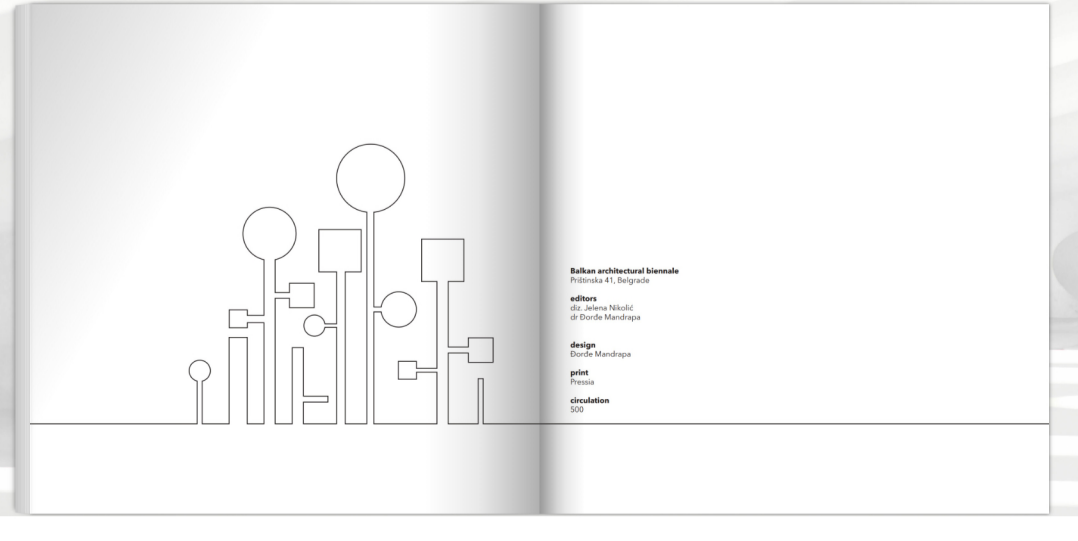 Balkan architectural biennale
Prištinska 41, Belgrade
editors
diz. Jelena Nikolić
dr Đorđe Mandrapa
design
Đorđe Mandrapa
print
Pressia
circulation
500